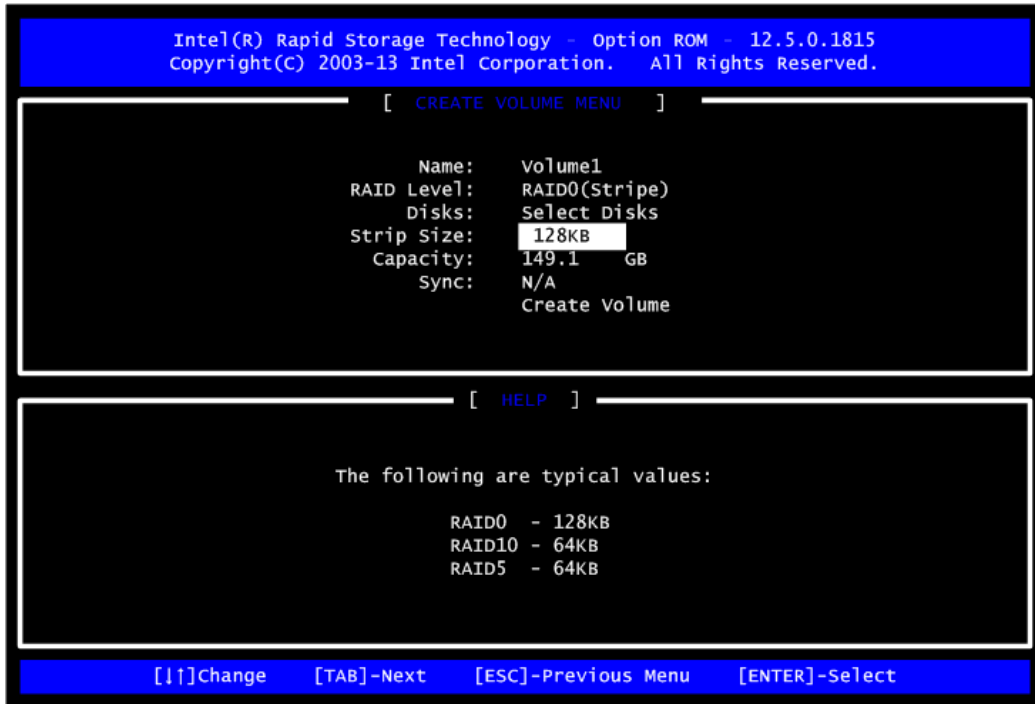 Intel(R) Rapid Storage Technology - Option ROM - 12.5.0.1815
Copyright(C) 2003-13 Intel Corporation. All Rights Reserved.
[ CREATE VOLUME MENU ]
Name: Volume1
RAID Level: RAID0(Stripe)
Disks: Select Disks
Strip Size: 128KB
Capacity: 149.1 GB
Sync: N/A
Create Volume
[ HELP ]
The following are typical values:
RAID0 - 128KB
RAID10 - 64KB
RAID5 - 64KB
[↓↑]Change [TAB]-Next [ESC]-Previous Menu [ENTER]-Select